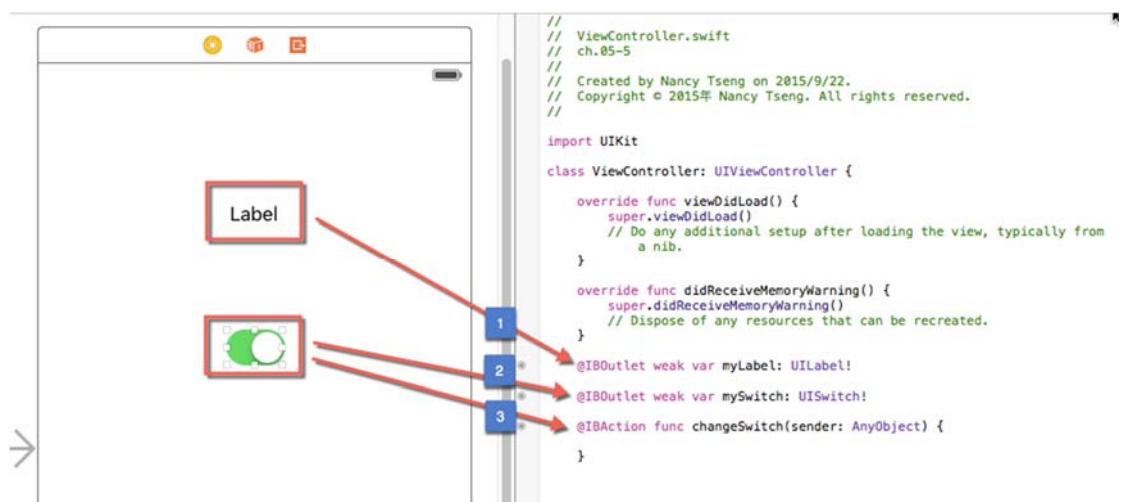 //
//  ViewController.swift
//  ch.05-5
//
//  Created by Nancy Tseng on 2015/9/22.
//  Copyright © 2015年 Nancy Tseng. All rights reserved.
//
import UIKit
class ViewController: UIViewController {
override func viewDidLoad() {
super.viewDidLoad()
// Do any additional setup after loading the view, typically from
a nib.
}
override func didReceiveMemoryWarning() {
super.didReceiveMemoryWarning()
// Dispose of any resources that can be recreated.
}
@IBOutlet weak var myLabel: UILabel!
@IBOutlet weak var mySwitch: UISwitch!
@IBAction func changeSwitch(sender: AnyObject) {
}
Label
1
2
3